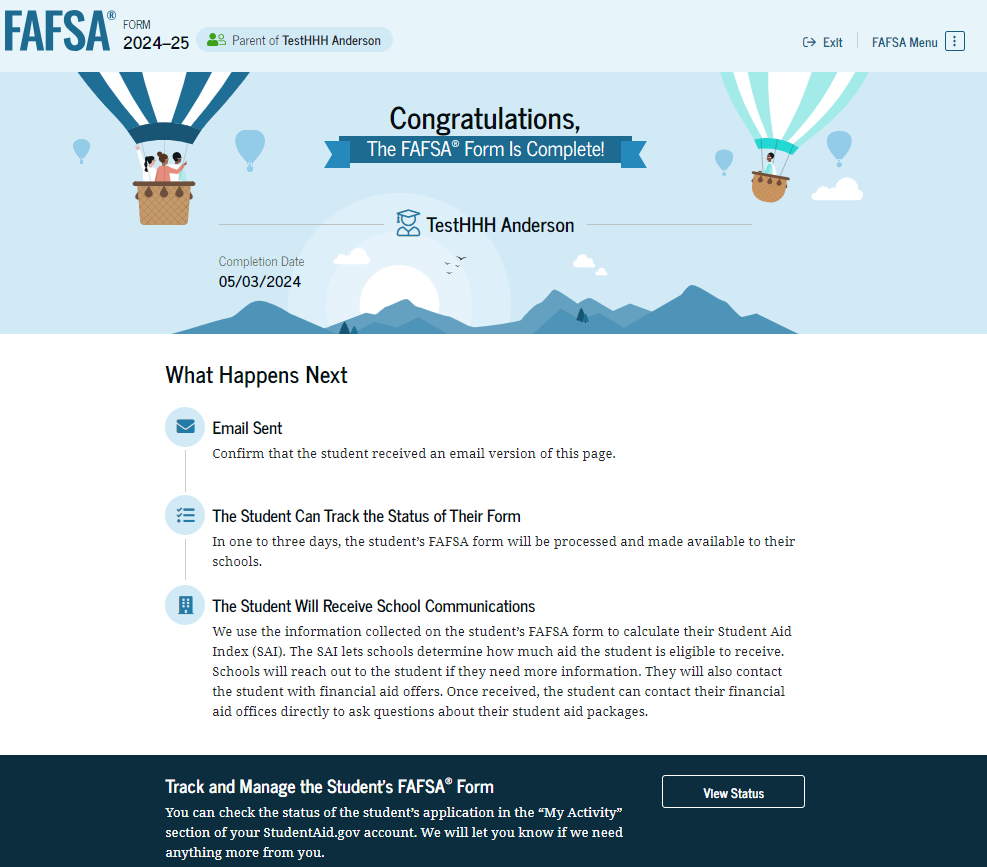 FAFSA® FORM
2024–25
Parent of TestHHH Anderson
Exit
FAFSA Menu
Congratulations,
The FAFSA® Form Is Complete!
TestHHH Anderson
Completion Date
05/03/2024
What Happens Next
Email Sent
Confirm that the student received an email version of this page.
The Student Can Track the Status of Their Form
In one to three days, the student’s FAFSA form will be processed and made available to their
schools.
The Student Will Receive School Communications
We use the information collected on the student’s FAFSA form to calculate their Student Aid
Index (SAI). The SAI lets schools determine how much aid the student is eligible to receive.
Schools will reach out to the student if they need more information. They will also contact
the student with financial aid offers. Once received, the student can contact their financial
aid offices directly to ask questions about their student aid packages.
Track and Manage the Student’s FAFSA® Form
You can check the status of the student’s application in the “My Activity”
section of your StudentAid.gov account. We will let you know if we need
anything more from you.
View Status